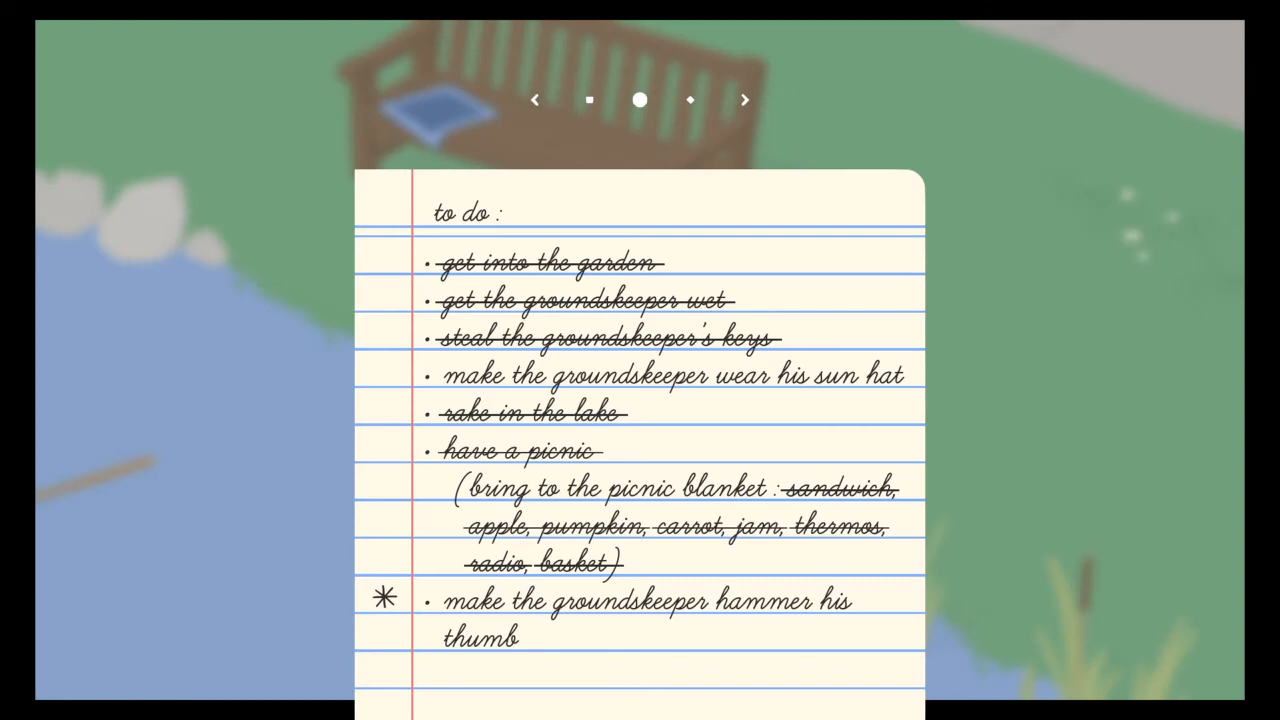 to do :
• get into the garden
• get the groundskeeper wet
• steal the groundskeeper's keys
• make the groundskeeper wear his sun hat
• rake in the lake
• have a picnic
(bring to the picnic blanket : sandwich,
apple, pumpkin, carrot, jam, thermos,
radio, basket)
• make the groundskeeper hammer his
thumb